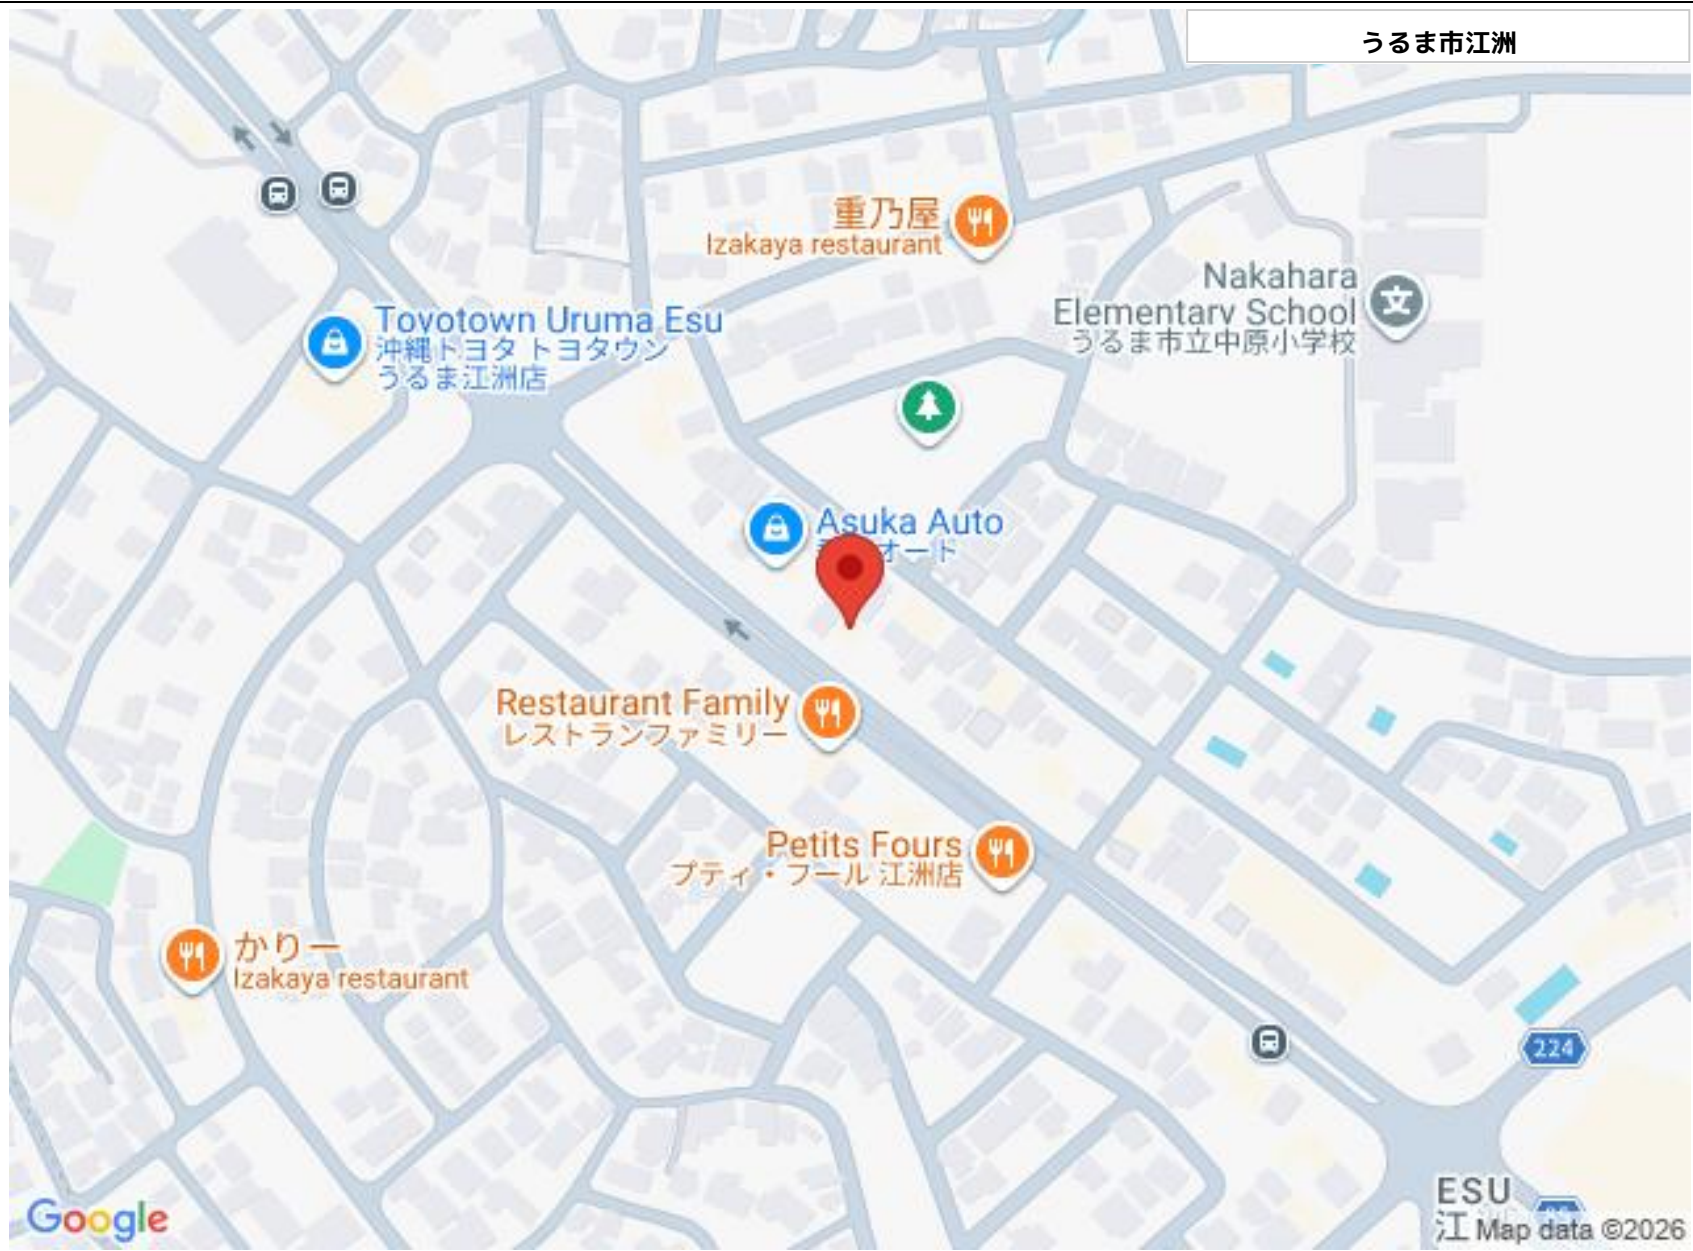 うるま市江洲
重乃屋
Izakaya restaurant
Nakahara
Elementary School
うるま市立中原小学校
Toyotown Uruma Esu
沖縄トヨタ トヨタウン
うるま江洲店
Asuka Auto
オート
Restaurant Family
レストランファミリー
Petits Fours
プティ・フール 江洲店
かりー
Izakaya restaurant
224
ESU
江
Google
Map data ©2026